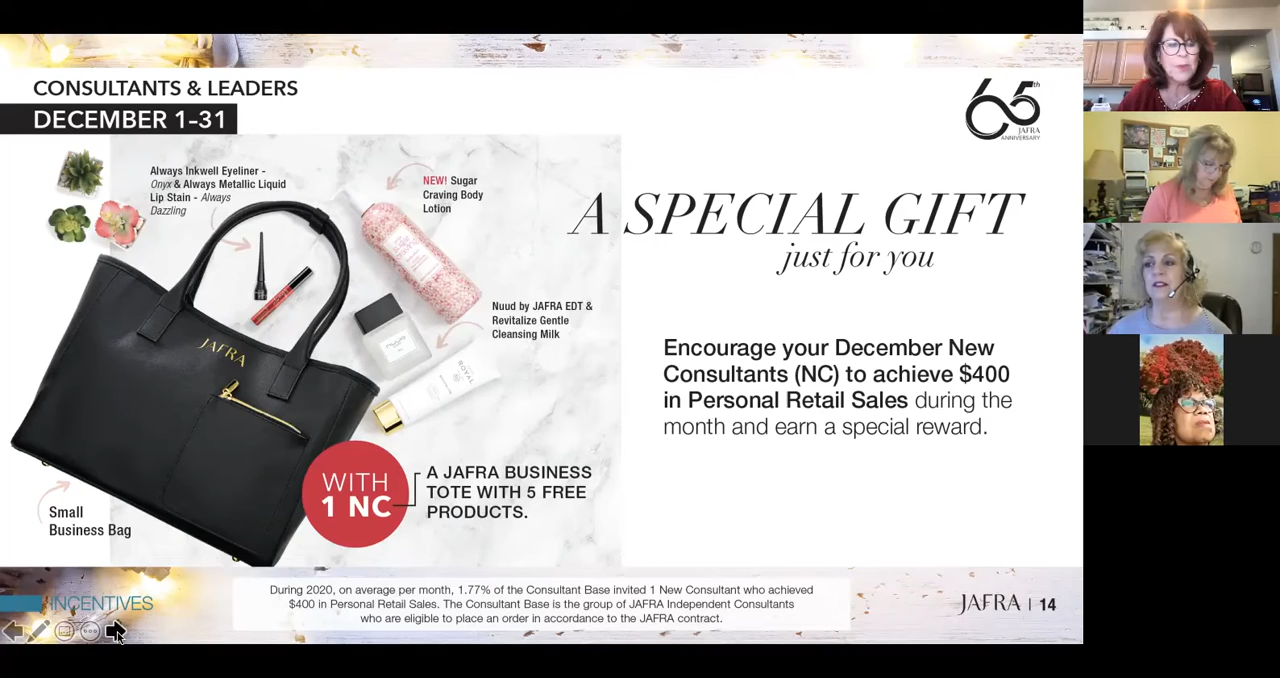 CONSULTANTS & LEADERS
DECEMBER 1–31
65th
JAFRA
ANNIVERSARY
Always Inkwell Eyeliner -
Onyx & Always Metallic Liquid
Lip Stain - Always
Dazzling
NEW! Sugar
Craving Body
Lotion
A SPECIAL GIFT
just for you
Nuud by JAFRA EDT &
Revitalize Gentle
Cleansing Milk
JAFRA
ROYAL
Encourage your December New
Consultants (NC) to achieve $400
in Personal Retail Sales during the
month and earn a special reward.
WITH
1 NC
A JAFRA BUSINESS
TOTE WITH 5 FREE
PRODUCTS.
Small
Business Bag
INCENTIVES
During 2020, on average per month, 1.77% of the Consultant Base invited 1 New Consultant who achieved
$400 in Personal Retail Sales. The Consultant Base is the group of JAFRA Independent Consultants
who are eligible to place an order in accordance to the JAFRA contract.
JAFRA | 14